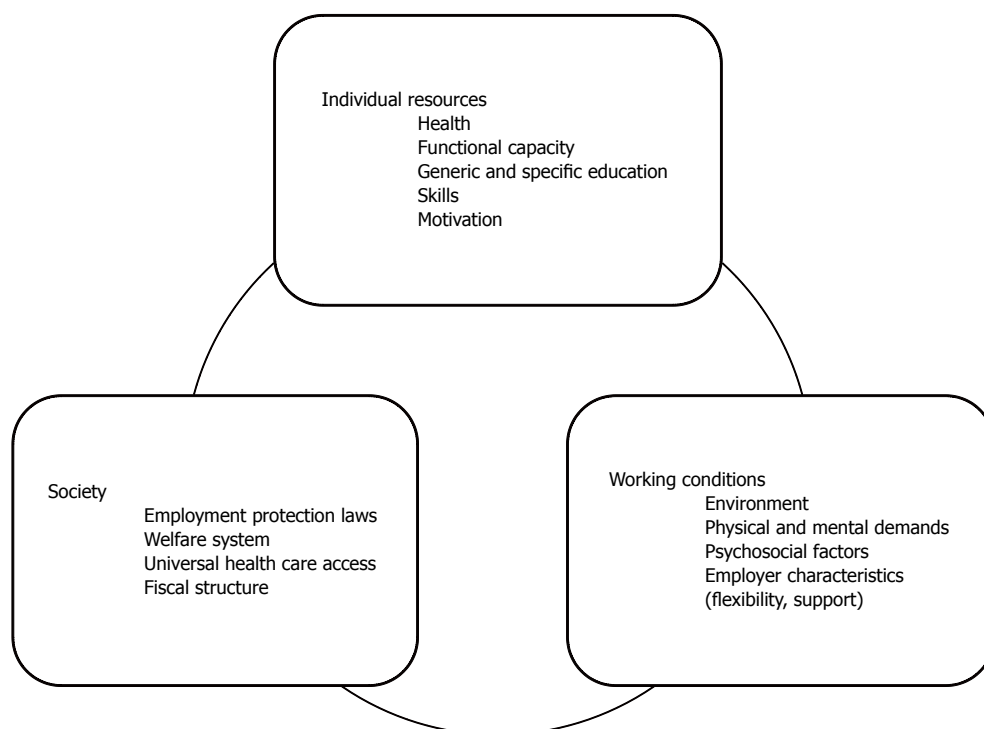 Individual resources
Health
Functional capacity
Generic and specific education
Skills
Motivation
Society
Employment protection laws
Welfare system
Universal health care access
Fiscal structure
Working conditions
Environment
Physical and mental demands
Psychosocial factors
Employer characteristics
(flexibility, support)